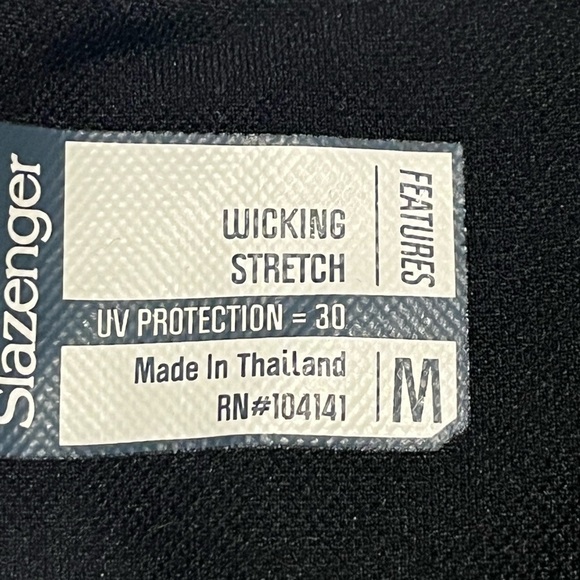 Slazenger
FEATURES
WICKING
STRETCH
UV PROTECTION = 30
Made In Thailand
RN#104141
M